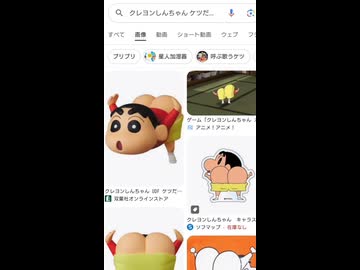 クレヨンしんちゃん ケツだ...
すべて 画像 動画 ショート動画 ウェブ
ブリブリ 星人加湿器 呼ぶ歌うケツ
ゲーム「クレヨンしんちゃん
アニメ！アニメ！
クレヨンしんちゃん UDF ケツだ…
双葉社オンラインストア
クレヨンしんちゃん キャラス
ソフマップ・在庫なし